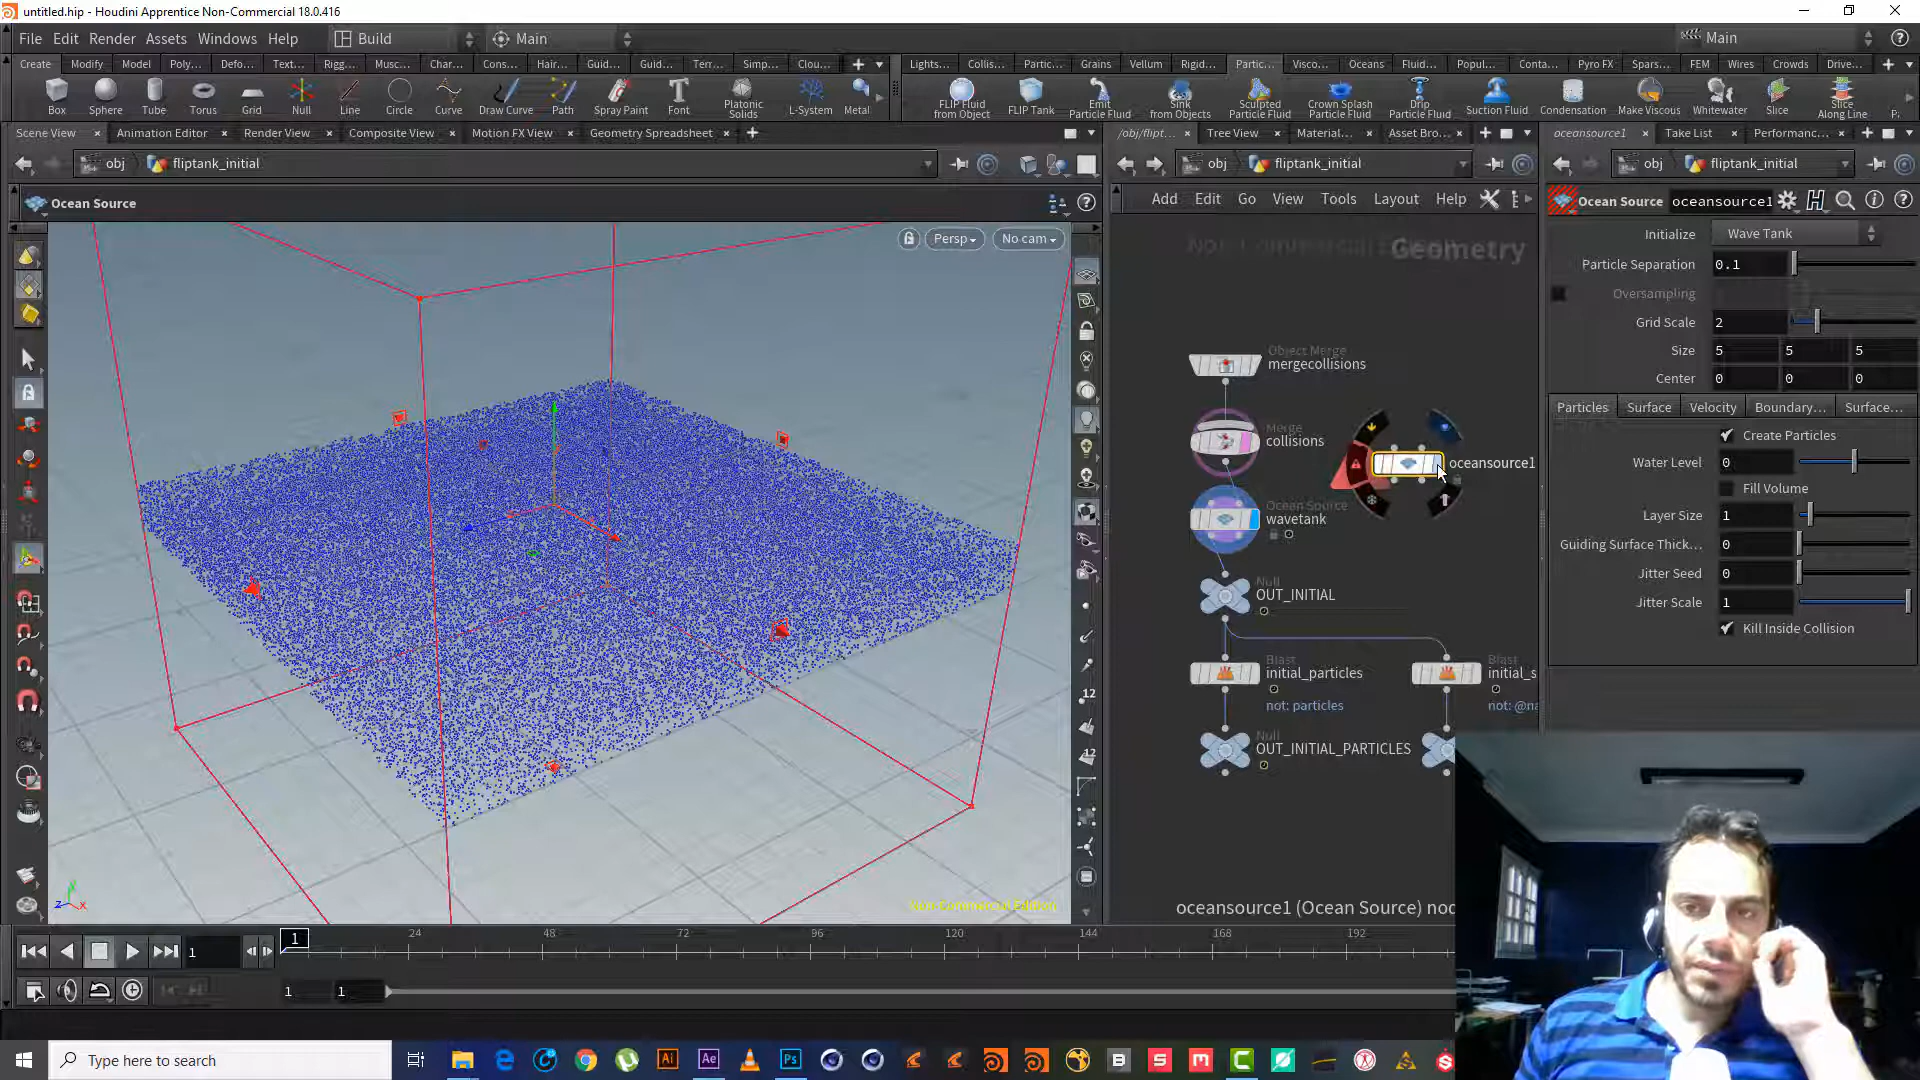 untitled.hip - Houdini Apprentice Non-Commercial 18.0.416
File Edit Render Assets Windows Help Build Main Main
Create Modify Model Poly... Defo... Text... Rigg... Musc... Char... Cons... Hair... Guid... Guid... Terr... Simp... Clou...
Lights... Collis... Partic... Grains Vellum Rigid... Partic... Visco... Oceans Fluid... Popul... Conta... Pyro FX Spars... FEM Wires Crowds Drive...
Box Sphere Tube Torus Grid Null Line Circle Curve Draw Curve Path Spray Paint Font Platonic Solids L-System Metal
FLIP Fluid from Object FLIP Tank Emit Particle Fluid Sink from Objects Sculpted Particle Fluid Crown Splash Particle Fluid Drip Particle Fluid Suction Fluid Condensation Make Viscous Whitewater Slice Slice Along Line
Scene View Animation Editor Render View Composite View Motion FX View Geometry Spreadsheet
/obj/flipt... Tree View Material... Asset Bro...
oceansource1 Take List Performanc...
obj fliptank_initial
obj fliptank_initial
obj fliptank_initial
Ocean Source
Add Edit Go View Tools Layout Help
Ocean Source oceansource1
Persp No cam
Geometry
Initialize Wave Tank
Particle Separation 0.1
Oversampling
Grid Scale 2
Size 5 5 5
Center 0 0 0
Particles Surface Velocity Boundary... Surface...
Create Particles
Water Level 0
Fill Volume
Layer Size 1
Guiding Surface Thick... 0
Jitter Seed 0
Jitter Scale 1
Kill Inside Collision
Object Merge
mergecollisions
Merge
collisions
oceansource1
Ocean Source
wavetank
Null
OUT_INITIAL
Blast
initial_particles
not: particles
Blast
initial_s
not: @na
Null
OUT_INITIAL_PARTICLES
12
12
Non-Commercial Edition
oceansource1 (Ocean Source) nod
z y x
1 1 24 48 72 96 120 144 168 192
1 1
Type here to search